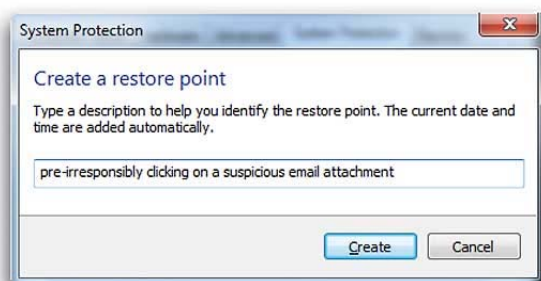 System Protection
Create a restore point
Type a description to help you identify the restore point. The current date and
time are added automatically.
pre-irresponsibly clicking on a suspicious email attachment
Create
Cancel